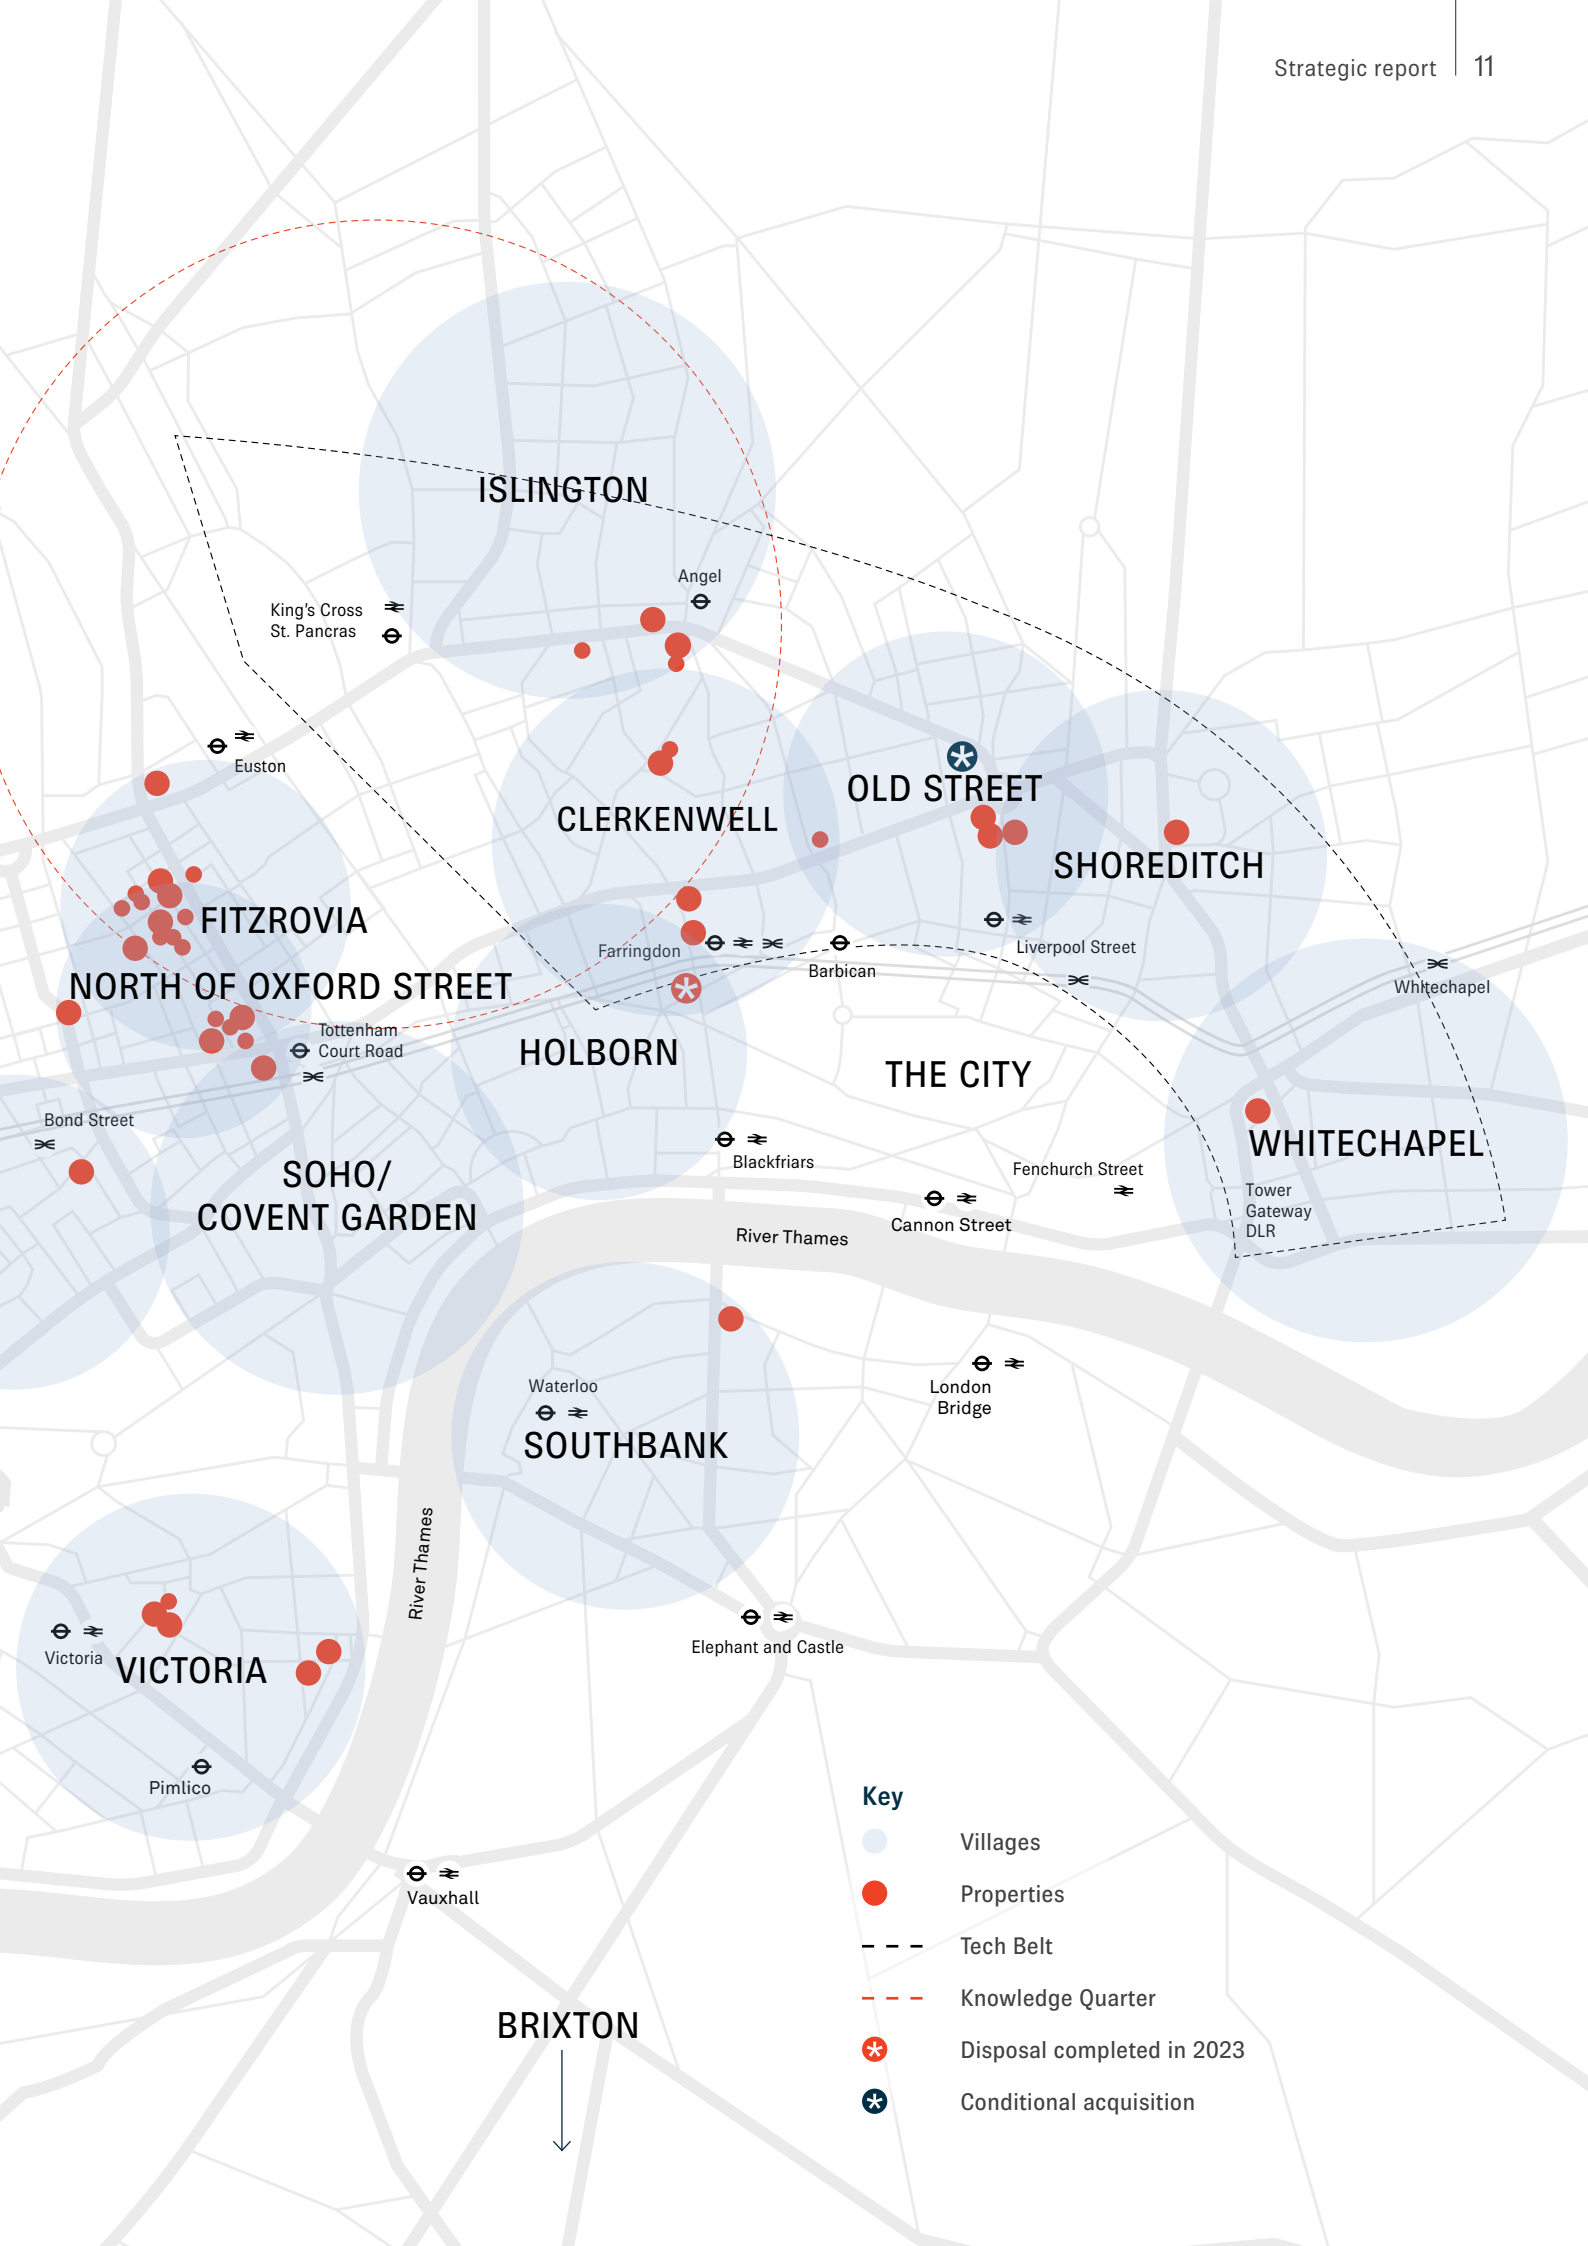 Strategic report 11
ISLINGTON
Angel
King's Cross
St. Pancras
Euston
OLD STREET
CLERKENWELL
SHOREDITCH
FITZROVIA
Farringdon
Liverpool Street
Barbican
NORTH OF OXFORD STREET
Whitechapel
Tottenham
Court Road
HOLBORN
THE CITY
Bond Street
WHITECHAPEL
Blackfriars
Fenchurch Street
SOHO/
COVENT GARDEN
Tower
Gateway
DLR
Cannon Street
River Thames
Waterloo
London
Bridge
SOUTHBANK
River Thames
Elephant and Castle
Victoria
VICTORIA
Pimlico
Vauxhall
BRIXTON
Key
Villages
Properties
Tech Belt
Knowledge Quarter
Disposal completed in 2023
Conditional acquisition